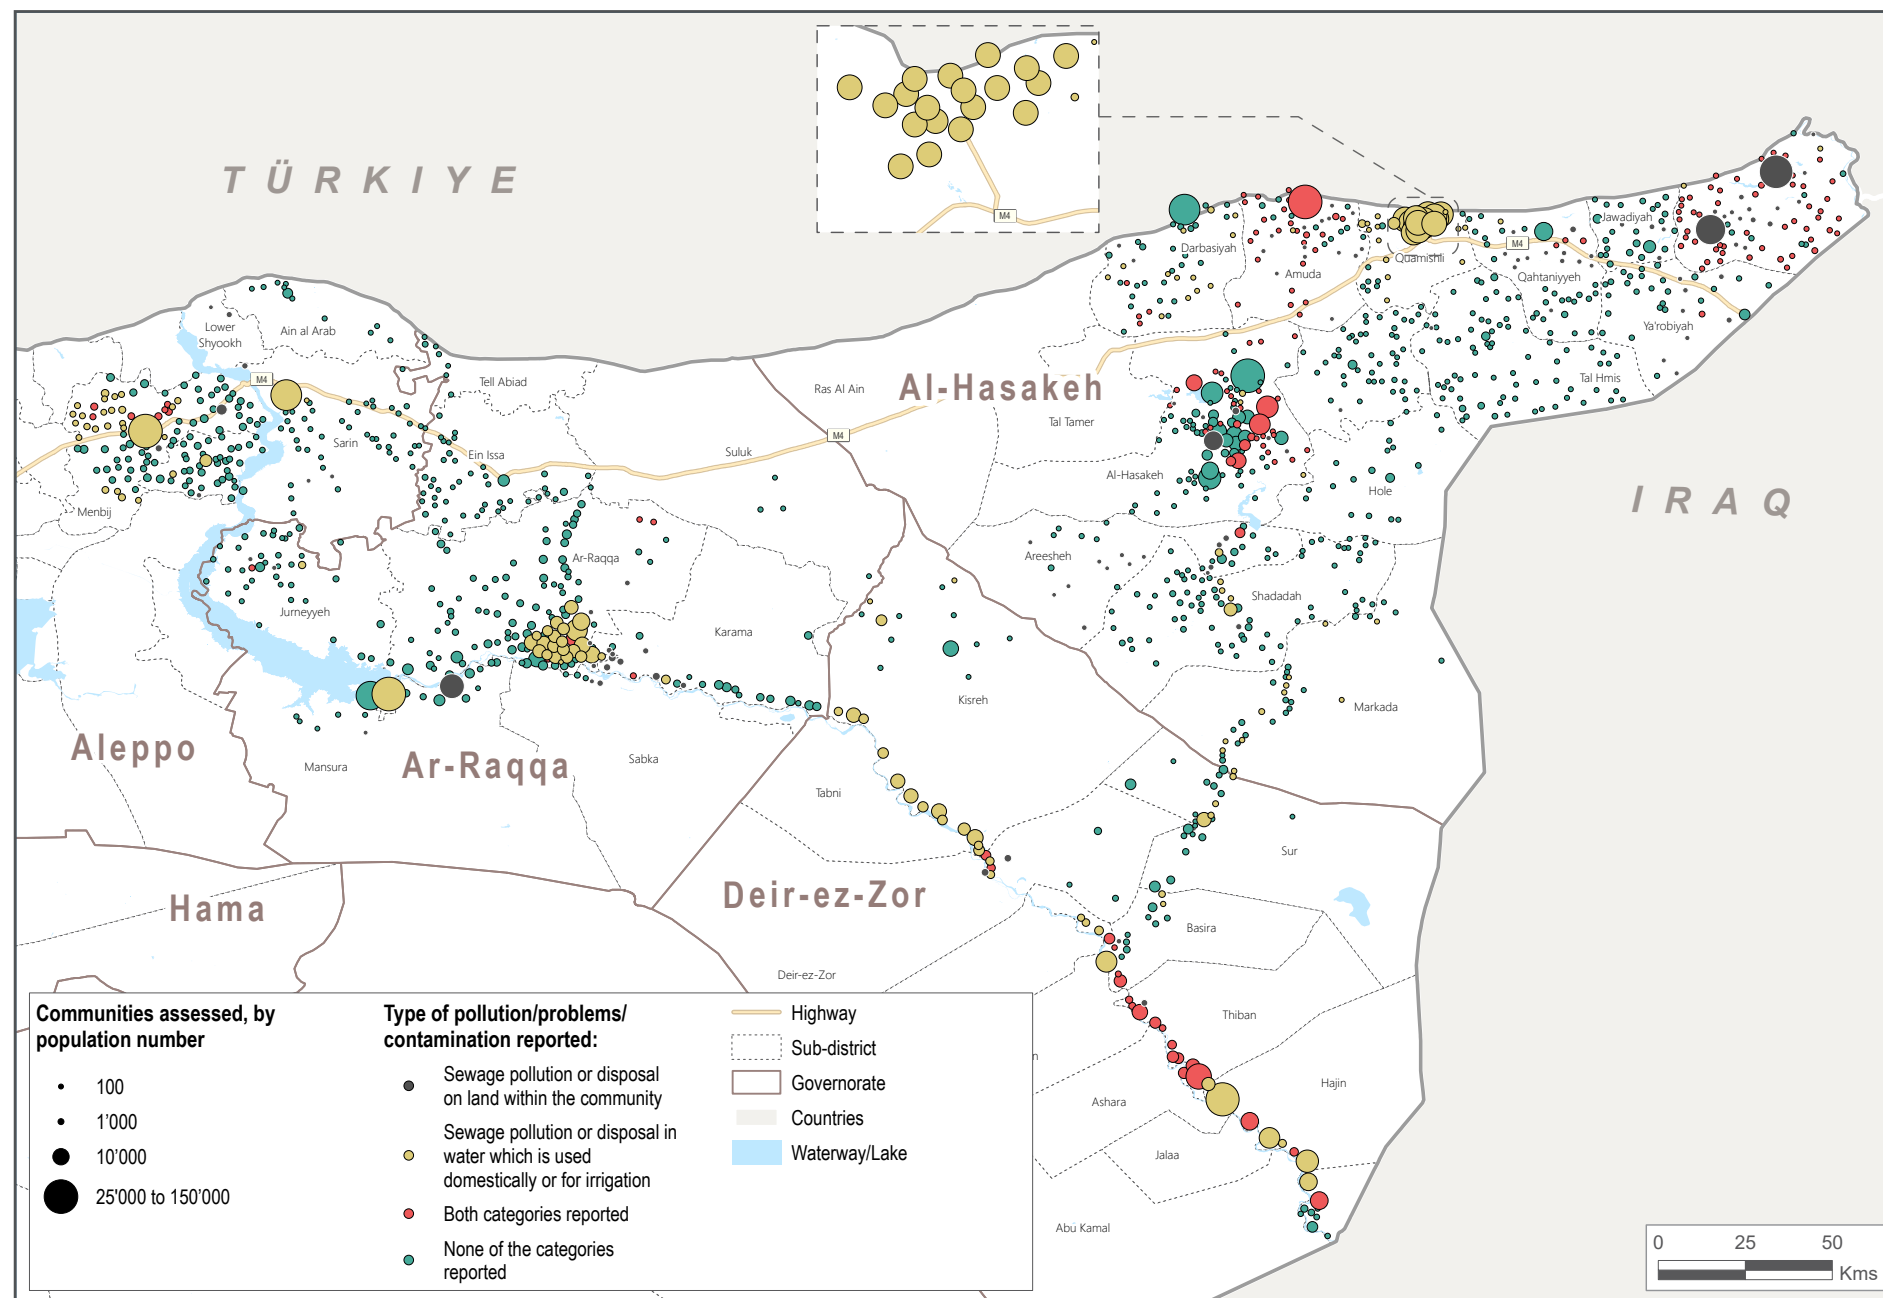 TÜRKIYE
M4
Jawadiyah
Darbasiyah
Quamishli
M4
Amuda
Qahtaniyyeh
Lower
Shyookh
Ain al Arab
Ya'robiyah
M4
Tell Abiad
Ras Al Ain
Al-Hasakeh
Tal Hmis
Tal Tamer
M4
Sarin
Ein Issa
Suluk
Al-Hasakeh
Hole
IRAQ
Menbij
Ar-Raqqa
Areesheh
Jurneyyeh
Karama
Shadadah
Kisreh
Markada
Aleppo
Mansura
Ar-Raqqa
Sabka
Tabni
Sur
Hama
Deir-ez-Zor
Basira
Deir-ez-Zor
Thiban
n
Hajin
Ashara
Jalaa
Abu Kamal
Communities assessed, by
population number
100
1'000
10'000
25'000 to 150'000
Type of pollution/problems/
contamination reported:
Sewage pollution or disposal
on land within the community
Sewage pollution or disposal in
water which is used
domestically or for irrigation
Both categories reported
None of the categories
reported
Highway
Sub-district
Governorate
Countries
Waterway/Lake
0 25 50
Kms